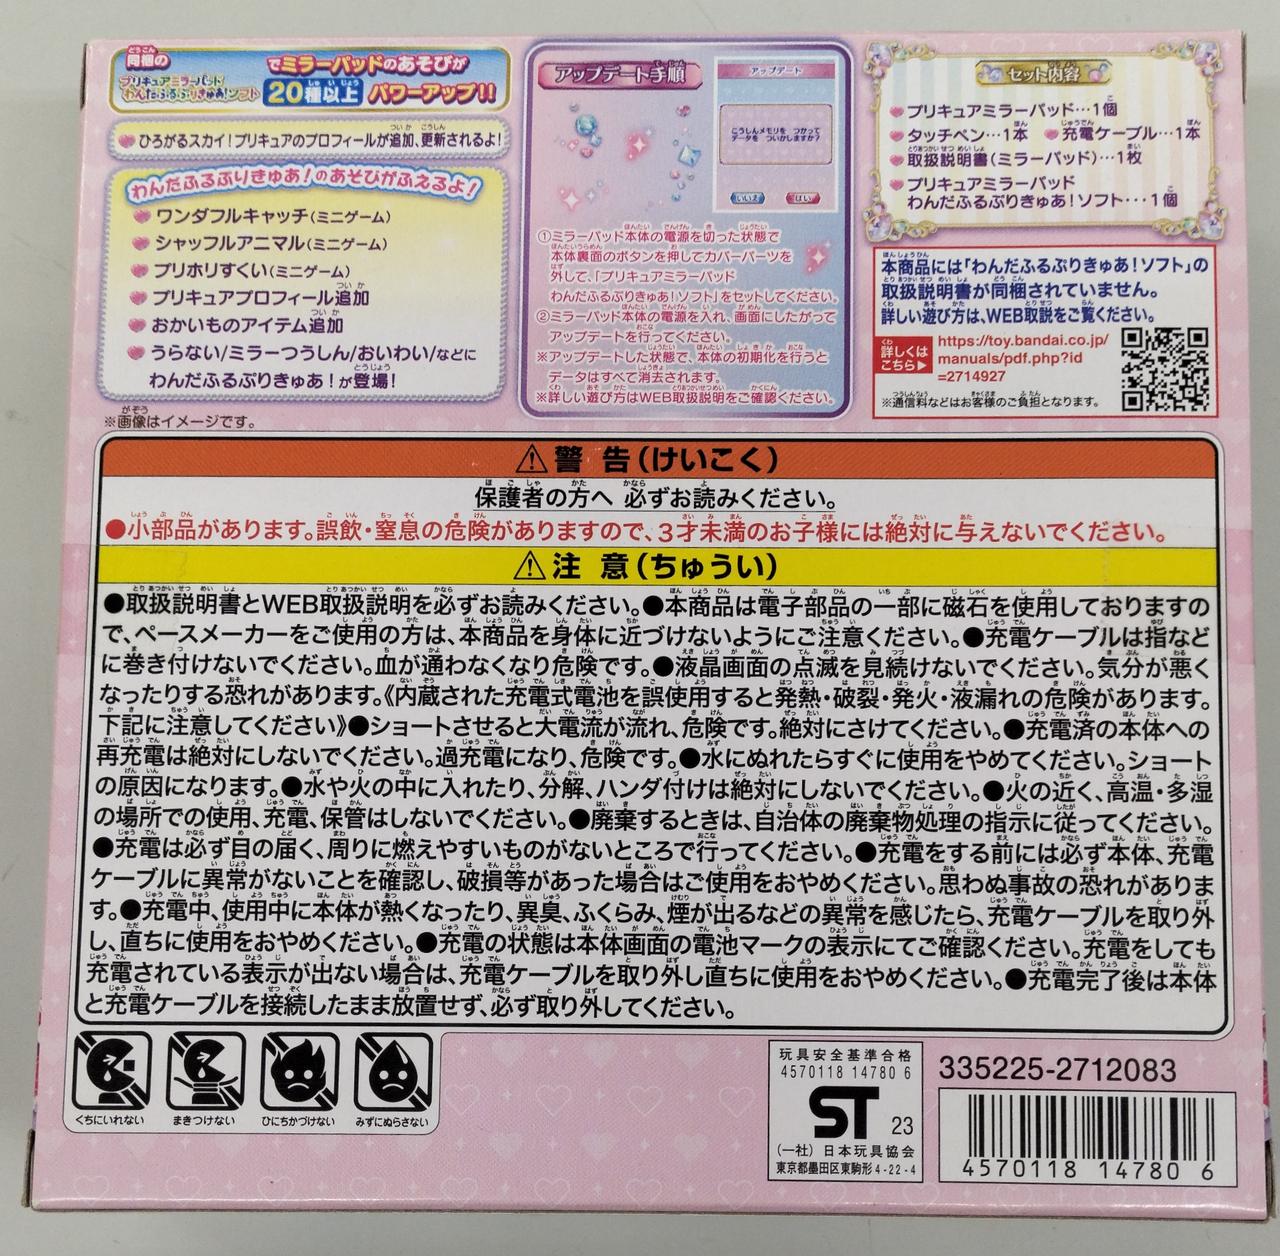 同梱の
プリキュアミラーパッド
わんだふるぷりきゅあ!ソフト
でミラーパッドのあそびが
20種以上パワーアップ!!
ひろがるスカイ!プリキュアのプロフィールが追加、更新されるよ!
わんだふるぷりきゅあ!のあそびがふえるよ!
ワンダフルキャッチ(ミニゲーム)
シャッフルアニマル(ミニゲーム)
プリホリすくい(ミニゲーム)
プリキュアプロフィール追加
おかいものアイテム追加
うらない/ミラーつうしん/おいわい/などに
わんだふるぷりきゅあ!が登場!
※画像はイメージです。
アップデート手順
アップデート
こうしんメモリを つかって
データを ついかしますか?
いいえ はい
①ミラーパッド本体の電源を切った状態で
本体裏面のボタンを押してカバーパーツを
外して、「プリキュアミラーパッド
わんだふるぷりきゅあ!ソフト」をセットしてください。
②ミラーパッド本体の電源を入れ、画面にしたがって
アップデートを行なってください。
※アップデートした状態で、本体の初期化を行うと
データはすべて消去されます。
※詳しい遊び方はWEB取扱説明をご確認ください。
セット内容
プリキュアミラーパッド…1個
タッチペン…1本 充電ケーブル…1本
取扱説明書(ミラーパッド)…1枚
プリキュアミラーパッド
わんだふるぷりきゅあ!ソフト…1個
本商品には「わんだふるぷりきゅあ!ソフト」の
取扱説明書が同梱されていません。
詳しい遊び方は、WEB取説をご覧ください。
詳しくは
こちら▶
https://toy.bandai.co.jp/
manuals/pdf.php?id
=2714927
※通信料などはお客様のご負担となります。
⚠警 告(けいこく)
保護者の方へ 必ずお読みください。
●小部品があります。誤飲・窒息の危険がありますので、3才未満のお子様には絶対に与えないでください。
⚠注 意(ちゅうい)
●取扱説明書とWEB取扱説明を必ずお読みください。●本商品は電子部品の一部に磁石を使用しておりますの
で、ペースメーカーをご使用の方は、本商品を身体に近づけないようにご注意ください。●充電ケーブルは指など
に巻き付けないでください。血が通わなくなり危険です。●液晶画面の点滅を見続けないでください。気分が悪く
なったりする恐れがあります。《内蔵された充電式電池を誤使用すると発熱・破裂・発火・液漏れの危険があります。
下記に注意してください》●ショートさせると大電流が流れ、危険です。絶対にさけてください。●充電済の本体への
再充電は絶対にしないでください。過充電になり、危険です。●水にぬれたらすぐに使用をやめてください。ショート
の原因になります。●水や火の中に入れたり、分解、ハンダ付けは絶対にしないでください。●火の近く、高温・多湿
の場所での使用、充電、保管はしないでください。●廃棄するときは、自治体の廃棄物処理の指示に従ってください。
●充電は必ず目の届く、周りに燃えやすいものがないところで行ってください。●充電をする前には必ず本体、充電
ケーブルに異常がないことを確認し、破損等があった場合はご使用をおやめください。思わぬ事故の恐れがありま
す。●充電中、使用中に本体が熱くなったり、異臭、ふくらみ、煙が出るなどの異常を感じたら、充電ケーブルを取り外
し、直ちに使用をおやめください。●充電の状態は本体画面の電池マークの表示にてご確認ください。充電をしても
充電されている表示が出ない場合は、充電ケーブルを取り外し直ちに使用をおやめください。●充電完了後は本体
と充電ケーブルを接続したまま放置せず、必ず取り外してください。
くちにいれない まきつけない ひにちかづけない みずにぬらさない
玩具安全基準合格
4570118 14780 6
ST 23
(一社) 日本玩具協会
東京都墨田区東駒形4-22-4
335225-2712083
4570118 14780 6